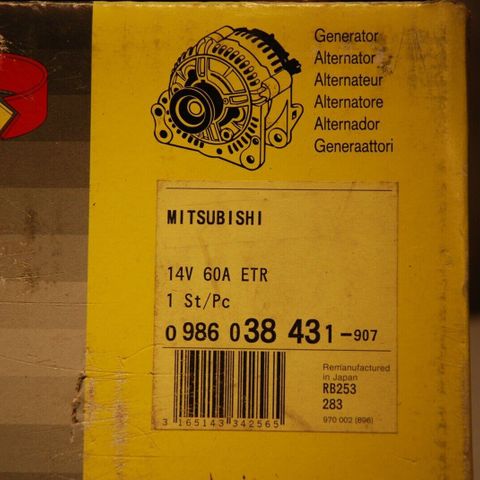 Generator
Alternator
Alternateur
Alternatore
Alternador
Generaattori
MITSUBISHI
14V 60A ETR
1 St/Pc
0 986 038 431-907
Remanufactured
in Japan
RB253
283
970 002 (896)
3 165143 342565